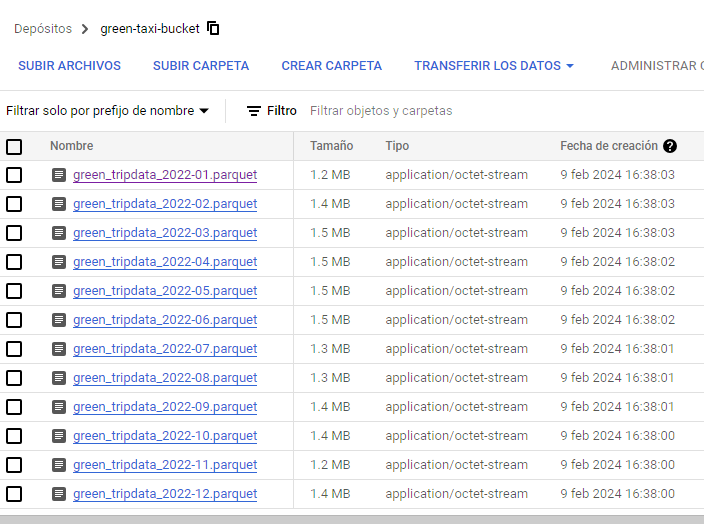 Depósitos > green-taxi-bucket
SUBIR ARCHIVOS SUBIR CARPETA CREAR CARPETA TRANSFERIR LOS DATOS ADMINISTRAR
Filtrar solo por prefijo de nombre Filtro Filtrar objetos y carpetas
Nombre Tamaño Tipo Fecha de creación ?
green_tripdata_2022-01.parquet 1.2 MB application/octet-stream 9 feb 2024 16:38:03
green_tripdata_2022-02.parquet 1.4 MB application/octet-stream 9 feb 2024 16:38:03
green_tripdata_2022-03.parquet 1.5 MB application/octet-stream 9 feb 2024 16:38:03
green_tripdata_2022-04.parquet 1.5 MB application/octet-stream 9 feb 2024 16:38:02
green_tripdata_2022-05.parquet 1.5 MB application/octet-stream 9 feb 2024 16:38:02
green_tripdata_2022-06.parquet 1.5 MB application/octet-stream 9 feb 2024 16:38:02
green_tripdata_2022-07.parquet 1.3 MB application/octet-stream 9 feb 2024 16:38:01
green_tripdata_2022-08.parquet 1.3 MB application/octet-stream 9 feb 2024 16:38:01
green_tripdata_2022-09.parquet 1.4 MB application/octet-stream 9 feb 2024 16:38:01
green_tripdata_2022-10.parquet 1.4 MB application/octet-stream 9 feb 2024 16:38:00
green_tripdata_2022-11.parquet 1.2 MB application/octet-stream 9 feb 2024 16:38:00
green_tripdata_2022-12.parquet 1.4 MB application/octet-stream 9 feb 2024 16:38:00